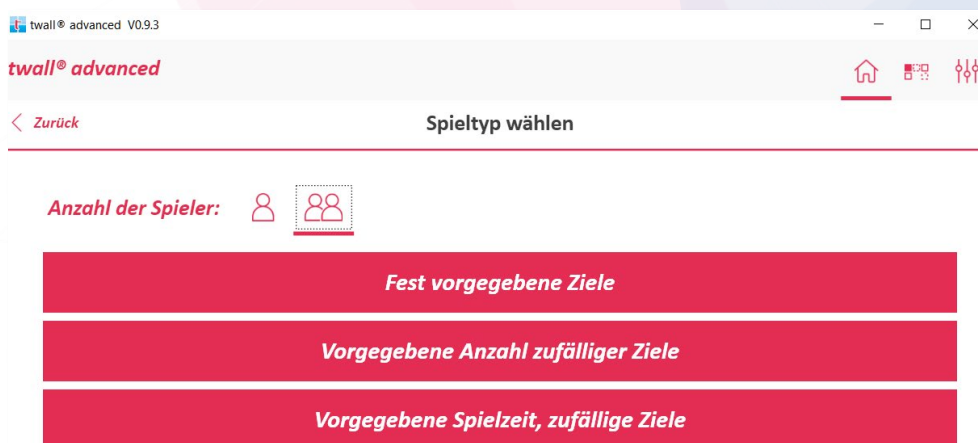 twall® advanced V0.9.3
twall® advanced
Zurück
Spieltyp wählen
Anzahl der Spieler:
Fest vorgegebene Ziele
Vorgegebene Anzahl zufälliger Ziele
Vorgegebene Spielzeit, zufällige Ziele